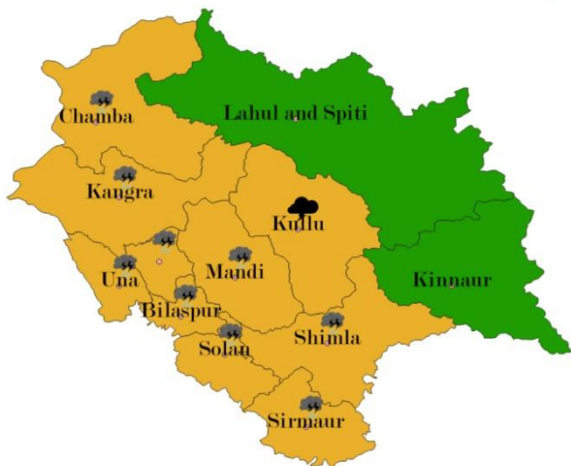 Lahul and Spiti
Chamba
Kangra
Kullu
Mandi
Una
Kinnaur
Bilaspur
Shimla
Solan
Sirmaur